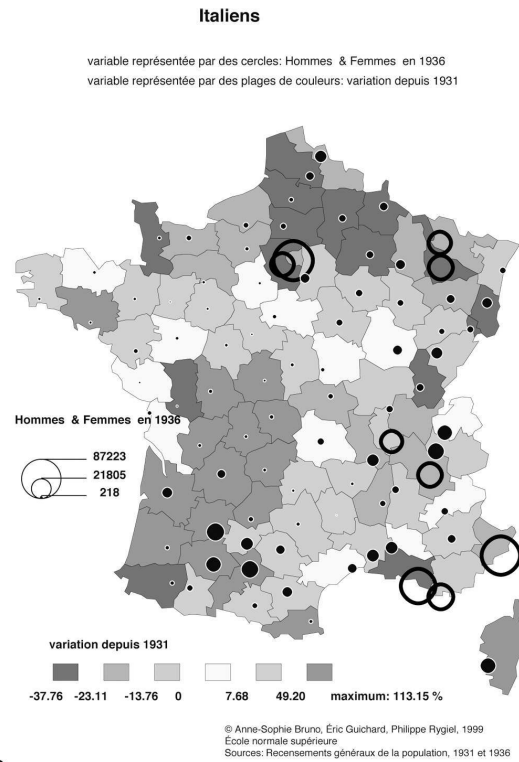 Italiens
variable représentée par des cercles: Hommes & Femmes en 1936
variable représentée par des plages de couleurs: variation depuis 1931
Hommes & Femmes en 1936
87223
21805
218
variation depuis 1931
-37.76 -23.11 -13.76 0 7.68 49.20 maximum: 113.15 %
© Anne-Sophie Bruno, Éric Guichard, Philippe Rygiel, 1999
École normale supérieure
Sources: Recensements généraux de la population, 1931 et 1936